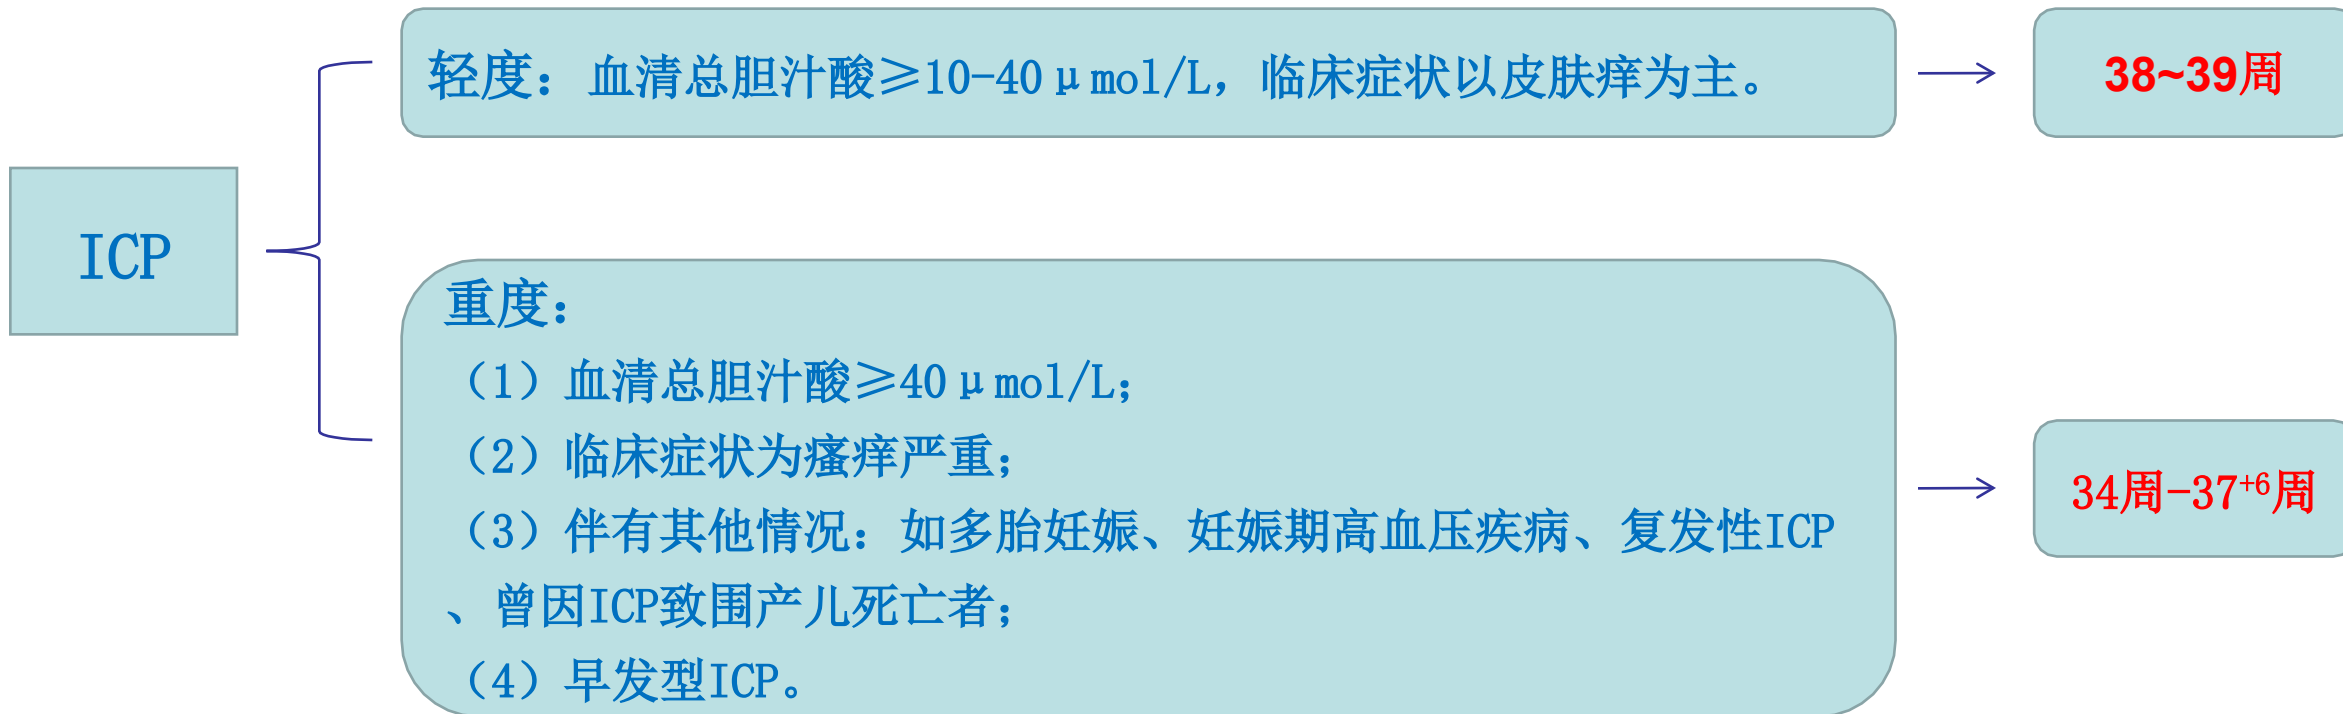 轻度：血清总胆汁酸≥10-40μmol/L，临床症状以皮肤痒为主。
38~39周
ICP
重度：
（1）血清总胆汁酸≥40μmol/L；
（2）临床症状为瘙痒严重；
（3）伴有其他情况：如多胎妊娠、妊娠期高血压疾病、复发性ICP
、曾因ICP致围产儿死亡者；
（4）早发型ICP。
34周-37⁺⁶周